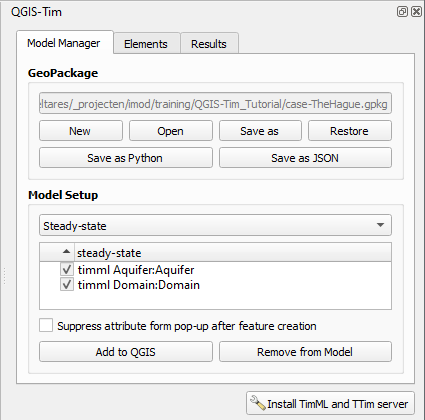 QGIS-Tim
Model Manager Elements Results
GeoPackage
eltares/_projecten/imod/training/QGIS-Tim_Tutorial/case-TheHague.gpkg
New Open Save as Restore
Save as Python Save as JSON
Model Setup
Steady-state
steady-state
timml Aquifer:Aquifer
timml Domain:Domain
Suppress attribute form pop-up after feature creation
Add to QGIS Remove from Model
Install TimML and TTim server